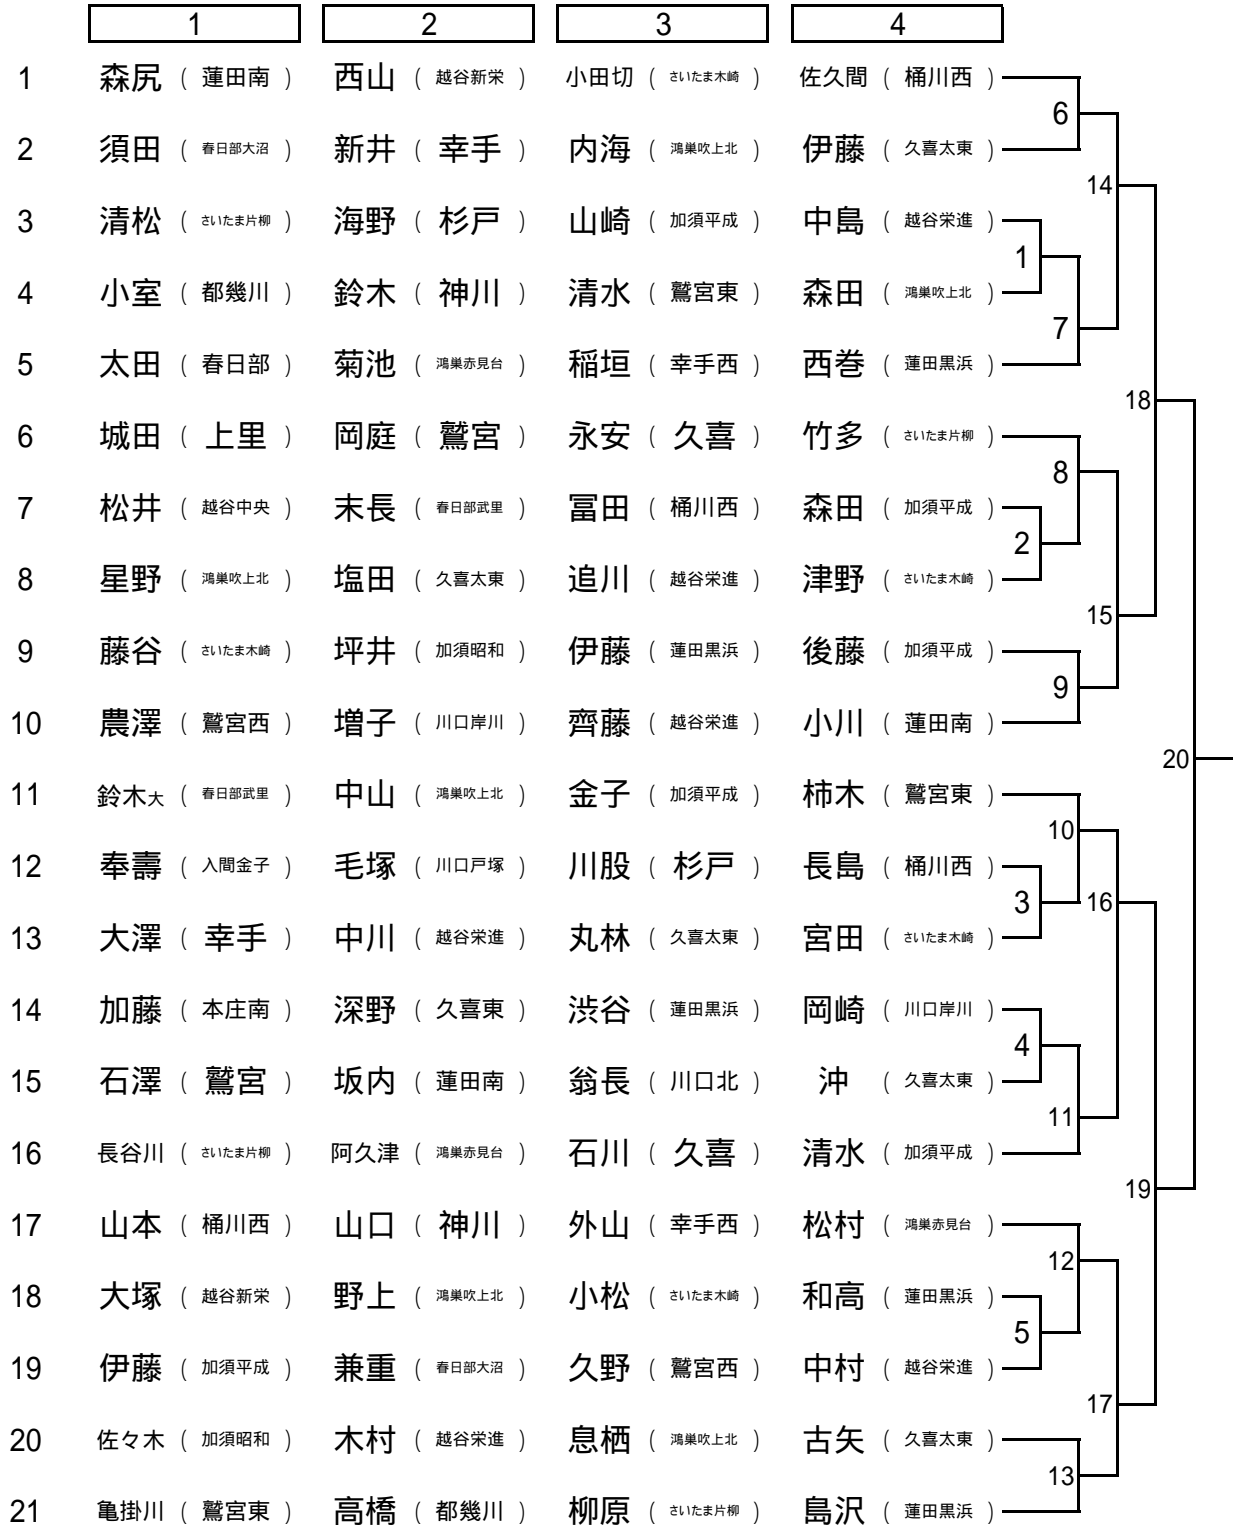 1 2 3 4
1 森尻 ( 蓮田南 ) 西山 ( 越谷新栄 ) 小田切 ( さいたま木崎 ) 佐久間 ( 桶川西 )
6
2 須田 ( 春日部大沼 ) 新井 ( 幸手 ) 内海 ( 鴻巣吹上北 ) 伊藤 ( 久喜太東 )
14
3 清松 ( さいたま片柳 ) 海野 ( 杉戸 ) 山崎 ( 加須平成 ) 中島 ( 越谷栄進 )
1
4 小室 ( 都幾川 ) 鈴木 ( 神川 ) 清水 ( 鷲宮東 ) 森田 ( 鴻巣吹上北 )
7
5 太田 ( 春日部 ) 菊池 ( 鴻巣赤見台 ) 稲垣 ( 幸手西 ) 西巻 ( 蓮田黒浜 )
18
6 城田 ( 上里 ) 岡庭 ( 鷲宮 ) 永安 ( 久喜 ) 竹多 ( さいたま片柳 )
8
7 松井 ( 越谷中央 ) 末長 ( 春日部武里 ) 冨田 ( 桶川西 ) 森田 ( 加須平成 )
2
8 星野 ( 鴻巣吹上北 ) 塩田 ( 久喜太東 ) 追川 ( 越谷栄進 ) 津野 ( さいたま木崎 )
15
9 藤谷 ( さいたま木崎 ) 坪井 ( 加須昭和 ) 伊藤 ( 蓮田黒浜 ) 後藤 ( 加須平成 )
9
10 農澤 ( 鷲宮西 ) 増子 ( 川口岸川 ) 齊藤 ( 越谷栄進 ) 小川 ( 蓮田南 )
20
11 鈴木大 ( 春日部武里 ) 中山 ( 鴻巣吹上北 ) 金子 ( 加須平成 ) 柿木 ( 鷲宮東 )
10
12 奉壽 ( 入間金子 ) 毛塚 ( 川口戸塚 ) 川股 ( 杉戸 ) 長島 ( 桶川西 )
3 16
13 大澤 ( 幸手 ) 中川 ( 越谷栄進 ) 丸林 ( 久喜太東 ) 宮田 ( さいたま木崎 )
14 加藤 ( 本庄南 ) 深野 ( 久喜東 ) 渋谷 ( 蓮田黒浜 ) 岡崎 ( 川口岸川 )
4
15 石澤 ( 鷲宮 ) 坂内 ( 蓮田南 ) 翁長 ( 川口北 ) 沖 ( 久喜太東 )
11
16 長谷川 ( さいたま片柳 ) 阿久津 ( 鴻巣赤見台 ) 石川 ( 久喜 ) 清水 ( 加須平成 )
19
17 山本 ( 桶川西 ) 山口 ( 神川 ) 外山 ( 幸手西 ) 松村 ( 鴻巣赤見台 )
12
18 大塚 ( 越谷新栄 ) 野上 ( 鴻巣吹上北 ) 小松 ( さいたま木崎 ) 和高 ( 蓮田黒浜 )
5
19 伊藤 ( 加須平成 ) 兼重 ( 春日部大沼 ) 久野 ( 鷲宮西 ) 中村 ( 越谷栄進 )
17
20 佐々木 ( 加須昭和 ) 木村 ( 越谷栄進 ) 息栖 ( 鴻巣吹上北 ) 古矢 ( 久喜太東 )
13
21 亀掛川 ( 鷲宮東 ) 高橋 ( 都幾川 ) 柳原 ( さいたま片柳 ) 島沢 ( 蓮田黒浜 )